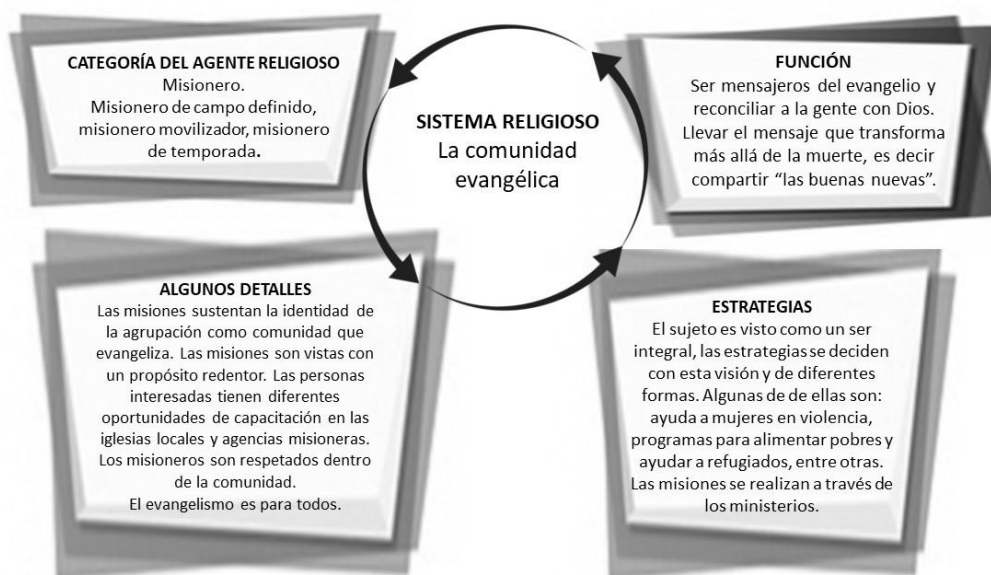 CATEGORÍA DEL AGENTE RELIGIOSO
Misionero.
Misionero de campo definido,
misionero movilizador, misionero
de temporada.
SISTEMA RELIGIOSO
La comunidad
evangélica
FUNCIÓN
Ser mensajeros del evangelio y
reconciliar a la gente con Dios.
Llevar el mensaje que transforma
más allá de la muerte, es decir
compartir “las buenas nuevas”.
ALGUNOS DETALLES
Las misiones sustentan la identidad de
la agrupación como comunidad que
evangeliza. Las misiones son vistas con
un propósito redentor. Las personas
interesadas tienen diferentes
oportunidades de capacitación en las
iglesias locales y agencias misioneras.
Los misioneros son respetados dentro
de la comunidad.
El evangelismo es para todos.
ESTRATEGIAS
El sujeto es visto como un ser
integral, las estrategias se deciden
con esta visión y de diferentes
formas. Algunas de de ellas son:
ayuda a mujeres en violencia,
programas para alimentar pobres y
ayudar a refugiados, entre otras.
Las misiones se realizan a través de
los ministerios.